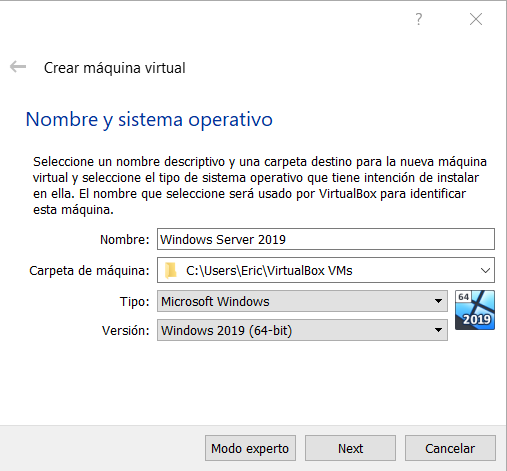 ?
Crear máquina virtual
Nombre y sistema operativo
Seleccione un nombre descriptivo y una carpeta destino para la nueva máquina
virtual y seleccione el tipo de sistema operativo que tiene intención de instalar
en ella. El nombre que seleccione será usado por VirtualBox para identificar
esta máquina.
Nombre: Windows Server 2019
Carpeta de máquina: C:\Users\Eric\VirtualBox VMs
Tipo: Microsoft Windows
Versión: Windows 2019 (64-bit)
64
2019
Modo experto Next Cancelar